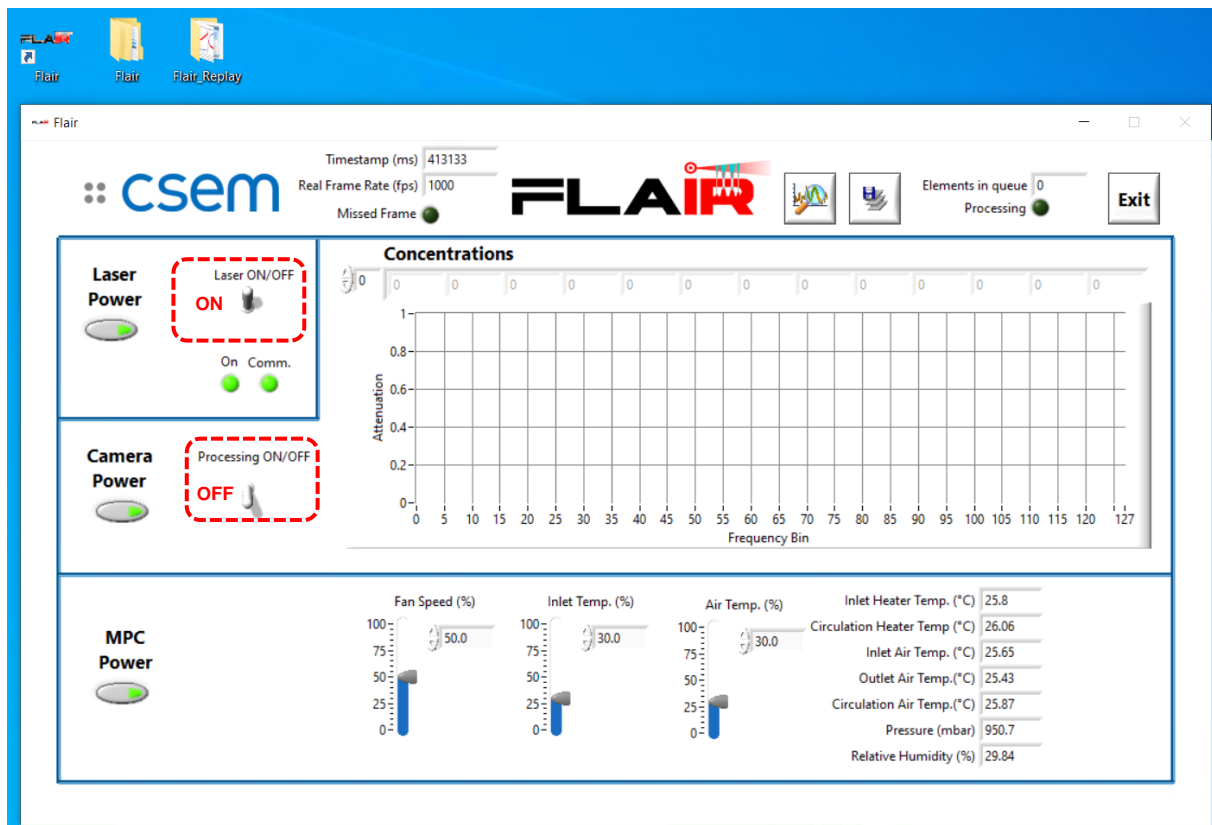 FLAIR
Flair Flair Flair_Replay
Flair
csem
Timestamp (ms) 413133
Real Frame Rate (fps) 1000
Missed Frame
FLAIR
Elements in queue 0
Processing
Exit
Laser
Power
Laser ON/OFF
ON
On Comm.
Concentrations
0 0 0 0 0 0 0 0 0 0 0 0 0 0
1
0.8
0.6
0.4
0.2
0
Attenuation
0 5 10 15 20 25 30 35 40 45 50 55 60 65 70 75 80 85 90 95 100 105 110 115 120 127
Frequency Bin
Camera
Power
Processing ON/OFF
OFF
MPC
Power
Fan Speed (%)
100
75
50
25
0
50.0
Inlet Temp. (%)
100
75
50
25
0
30.0
Air Temp. (%)
100
75
50
25
0
30.0
Inlet Heater Temp. (°C) 25.8
Circulation Heater Temp (°C) 26.06
Inlet Air Temp. (°C) 25.65
Outlet Air Temp.(°C) 25.43
Circulation Air Temp.(°C) 25.87
Pressure (mbar) 950.7
Relative Humidity (%) 29.84